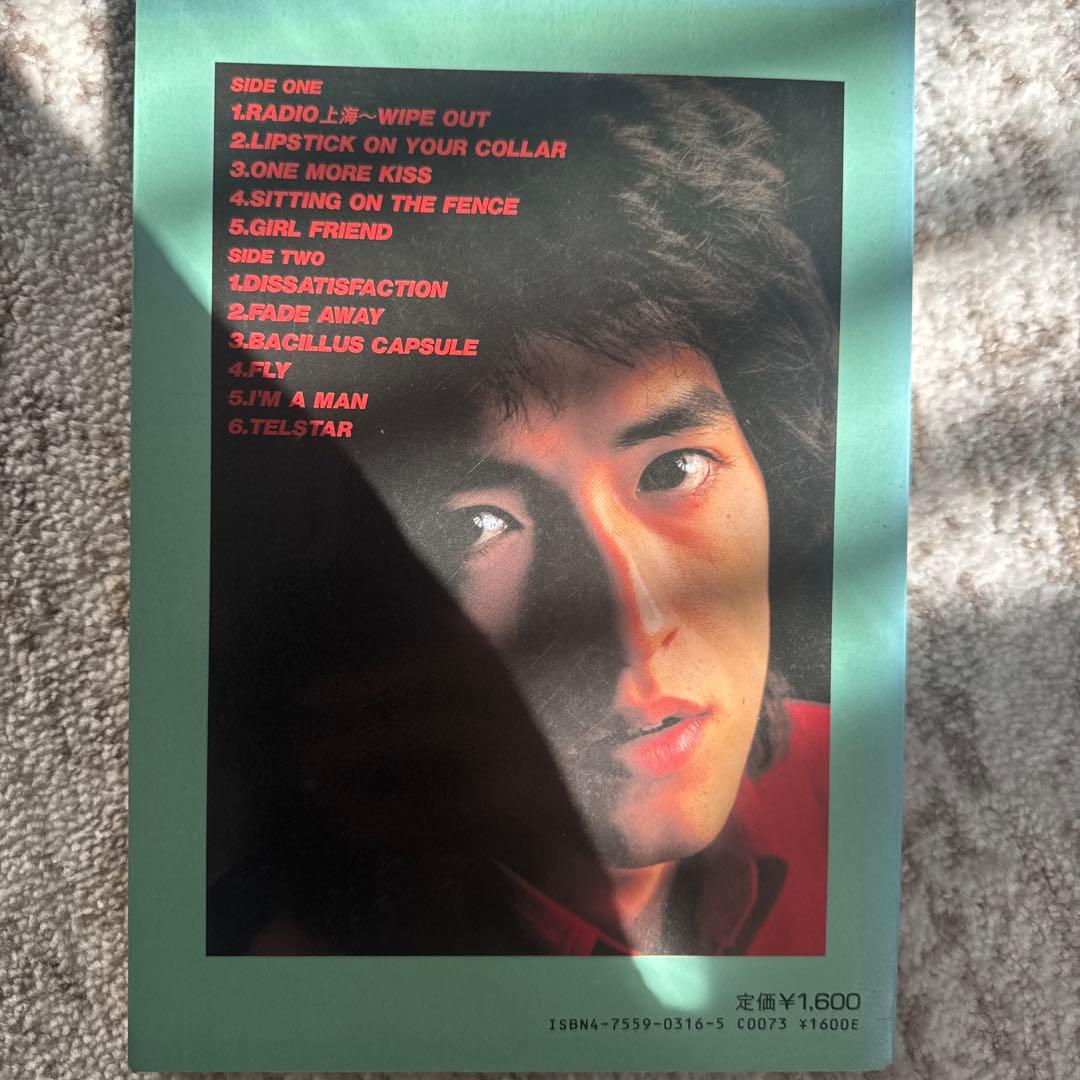 SIDE ONE
1.RADIO上海〜WIPE OUT
2.LIPSTICK ON YOUR COLLAR
3.ONE MORE KISS
4.SITTING ON THE FENCE
5.GIRL FRIEND
SIDE TWO
1.DISSATISFACTION
2.FADE AWAY
3.BACILLUS CAPSULE
4.FLY
5.I'M A MAN
6.TELSTAR
定価¥1,600
ISBN4-7559-0316-5 C0073 ¥1600E